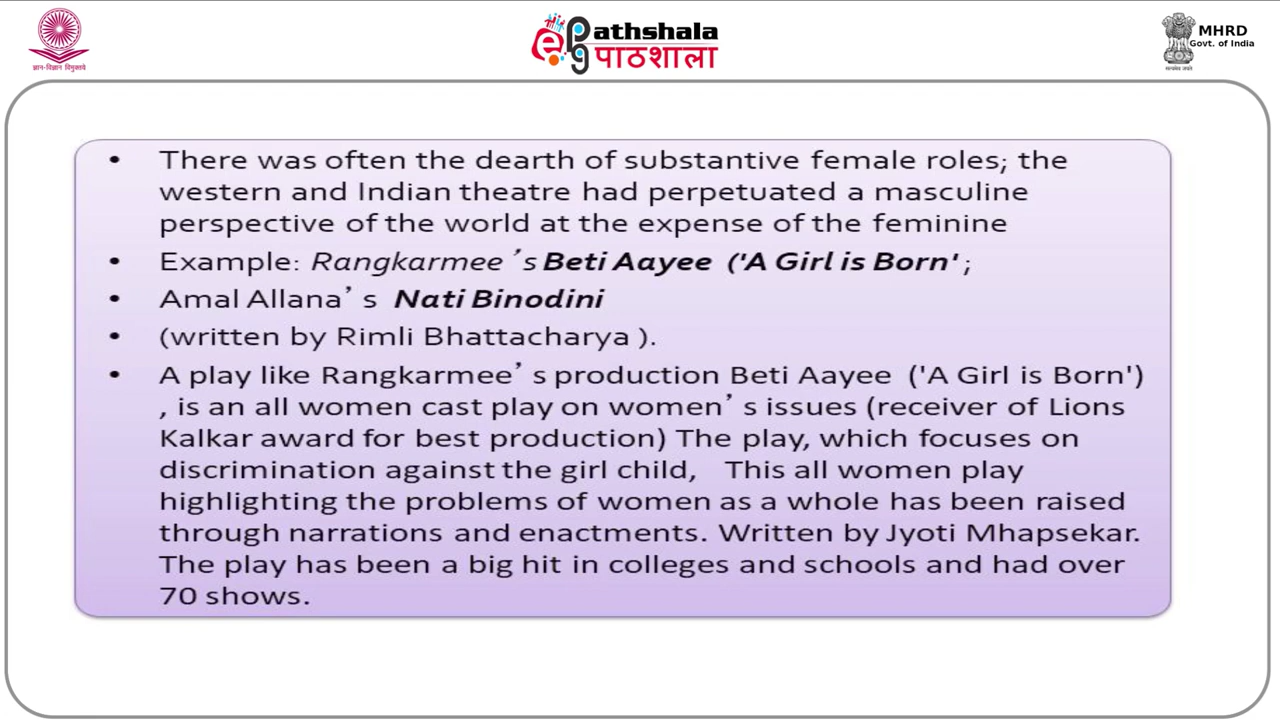 ज्ञान-विज्ञान विमुक्तये
ePathshala
पाठशाला
MHRD
Govt. of India
सत्यमेव जयते
• There was often the dearth of substantive female roles; the
western and Indian theatre had perpetuated a masculine
perspective of the world at the expense of the feminine
• Example: Rangkarmee ’s Beti Aayee ('A Girl is Born' ;
• Amal Allana’ s Nati Binodini
• (written by Rimli Bhattacharya ).
• A play like Rangkarmee’ s production Beti Aayee ('A Girl is Born')
, is an all women cast play on women’ s issues (receiver of Lions
Kalkar award for best production) The play, which focuses on
discrimination against the girl child, This all women play
highlighting the problems of women as a whole has been raised
through narrations and enactments. Written by Jyoti Mhapsekar.
The play has been a big hit in colleges and schools and had over
70 shows.